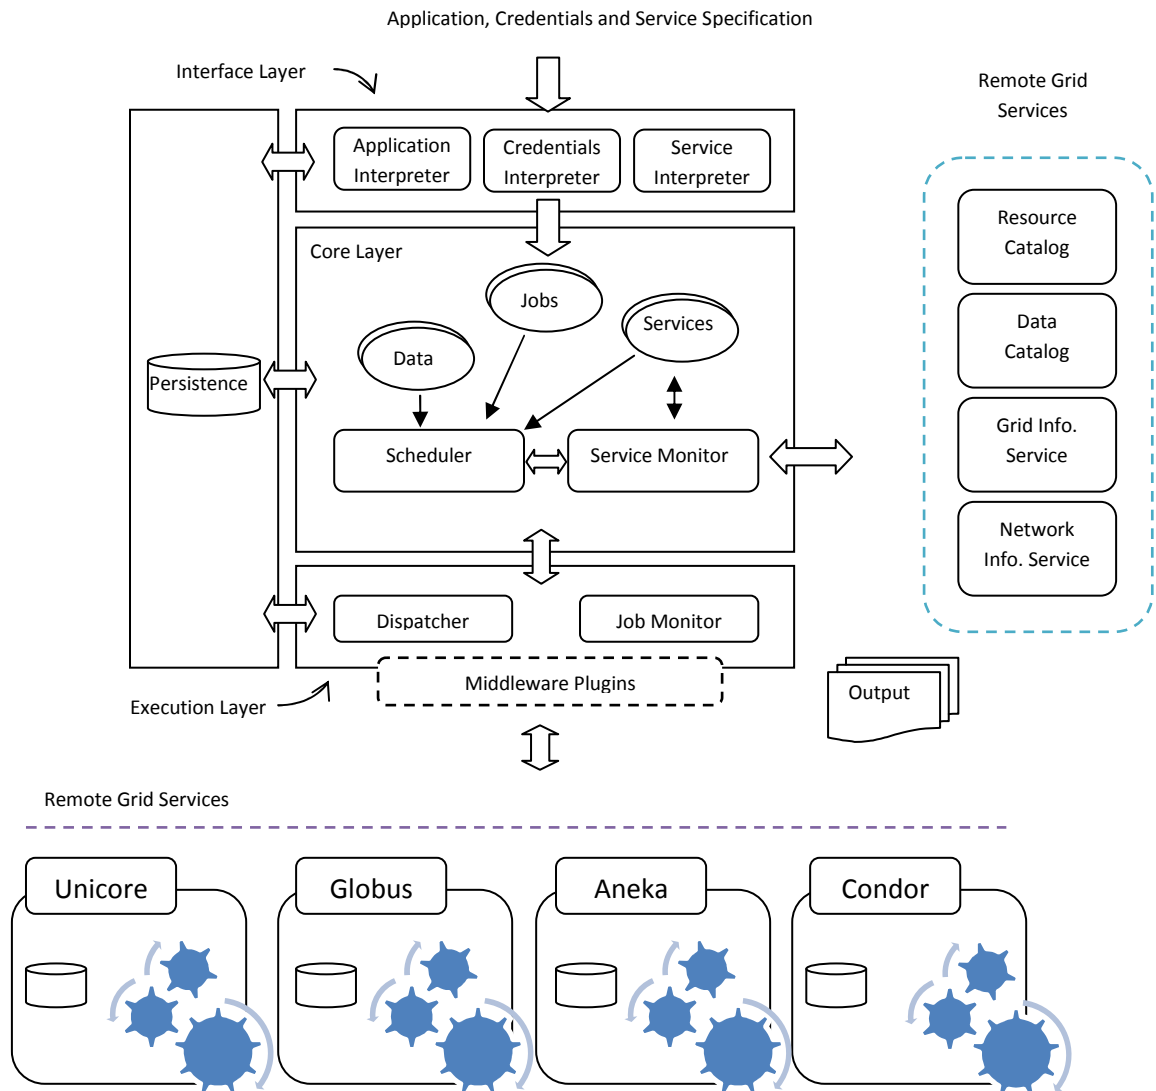 Application, Credentials and Service Specification
Interface Layer
Remote Grid
Services
Application
Interpreter
Credentials
Interpreter
Service
Interpreter
Resource
Catalog
Core Layer
Jobs
Services
Data
Data
Catalog
Persistence
Scheduler
Service Monitor
Grid Info.
Service
Network
Info. Service
Dispatcher
Job Monitor
Middleware Plugins
Execution Layer
Output
Remote Grid Services
Unicore
Globus
Aneka
Condor